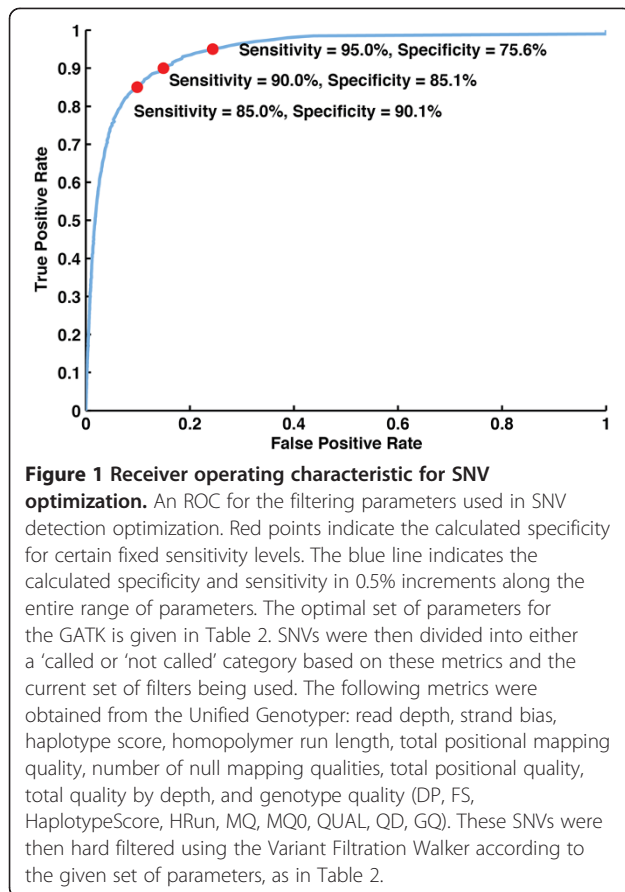 1
0.9
0.8
0.7
0.6
0.5
0.4
0.3
0.2
0.1
0
True Positive Rate
Sensitivity = 95.0%, Specificity = 75.6%
Sensitivity = 90.0%, Specificity = 85.1%
Sensitivity = 85.0%, Specificity = 90.1%
0 0.2 0.4 0.6 0.8 1
False Positive Rate
Figure 1 Receiver operating characteristic for SNV
optimization. An ROC for the filtering parameters used in SNV
detection optimization. Red points indicate the calculated specificity
for certain fixed sensitivity levels. The blue line indicates the
calculated specificity and sensitivity in 0.5% increments along the
entire range of parameters. The optimal set of parameters for
the GATK is given in Table 2. SNVs were then divided into either
a ‘called or ‘not called’ category based on these metrics and the
current set of filters being used. The following metrics were
obtained from the Unified Genotyper: read depth, strand bias,
haplotype score, homopolymer run length, total positional mapping
quality, number of null mapping qualities, total positional quality,
total quality by depth, and genotype quality (DP, FS,
HaplotypeScore, HRun, MQ, MQ0, QUAL, QD, GQ). These SNVs were
then hard filtered using the Variant Filtration Walker according to
the given set of parameters, as in Table 2.